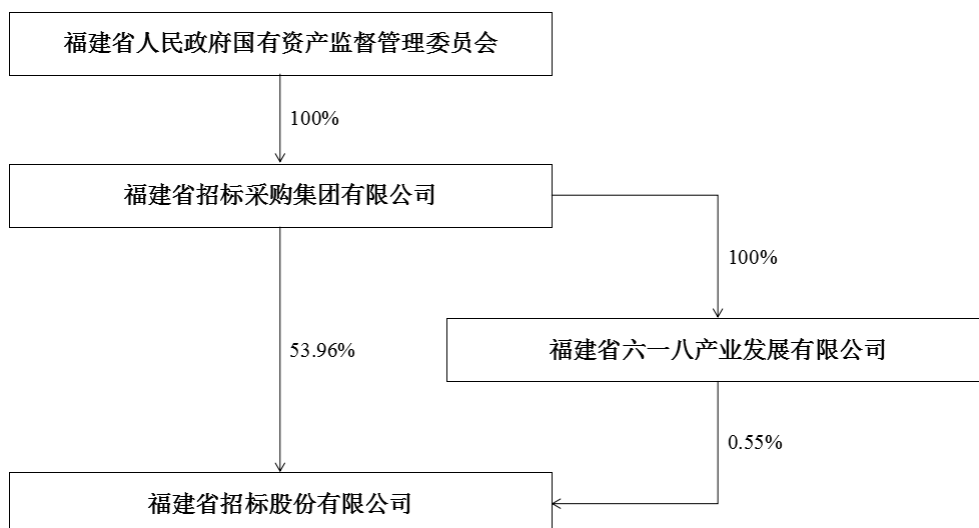 福建省人民政府国有资产监督管理委员会
100%
福建省招标采购集团有限公司
100%
53.96%
福建省六一八产业发展有限公司
0.55%
福建省招标股份有限公司